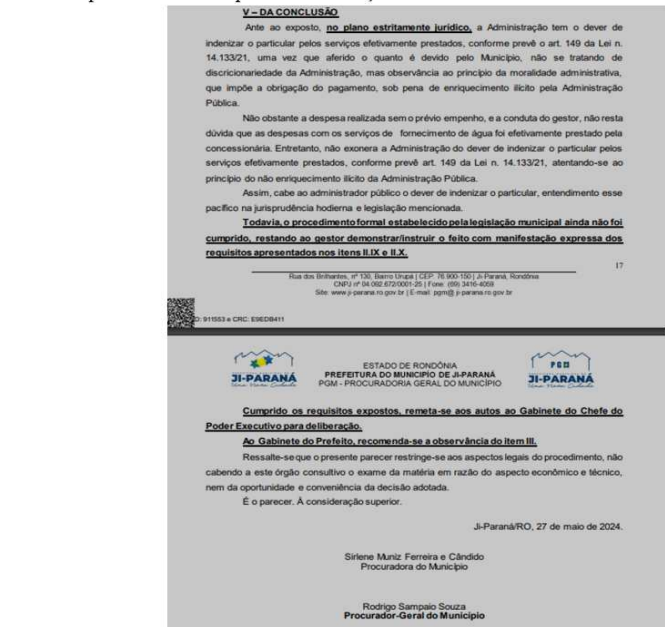 V – DA CONCLUSÃO
Ante ao exposto, no plano estritamente jurídico, a Administração tem o dever de
indenizar o particular pelos serviços efetivamente prestados, conforme prevê o art. 149 da Lei n.
14.133/21, uma vez que aferido o quanto é devido pelo Município, não se tratando de
discricionariedade da Administração, mas observância ao princípio da moralidade administrativa,
que impõe a obrigação do pagamento, sob pena de enriquecimento ilícito pela Administração
Pública.
Não obstante a despesa realizada sem o prévio empenho, e a conduta do gestor, não resta
dúvida que as despesas com os serviços de fornecimento de água foi efetivamente prestado pela
concessionária. Entretanto, não exonera a Administração do dever de indenizar o particular pelos
serviços efetivamente prestados, conforme prevê art. 149 da Lei n. 14.133/21, atentando-se ao
princípio do não enriquecimento ilícito da Administração Pública.
Assim, cabe ao administrador público o dever de indenizar o particular, entendimento esse
pacífico na jurisprudência hodierna e legislação mencionada.
Todavia, o procedimento formal estabelecido pela legislação municipal ainda não foi
cumprido, restando ao gestor demonstrar/instruir o feito com manifestação expressa dos
requisitos apresentados nos itens II.IX e II.X.
17
Rua dos Brilhantes, nº 130, Bairro Urupá | CEP: 76.900-150 | Ji-Paraná, Rondônia
CNPJ nº 04.092.672/0001-25 | Fone: (69) 3416-4059
Site: www.ji-parana.ro.gov.br | E-mail: pgm@ji-parana.ro.gov.br
ID: 911553 e CRC: E9EDB411
JI-PARANÁ
ESTADO DE RONDÔNIA
PREFEITURA DO MUNICÍPIO DE JI-PARANÁ
PGM - PROCURADORIA GERAL DO MUNICÍPIO
PGM
JI-PARANÁ
Cumprido os requisitos expostos, remeta-se aos autos ao Gabinete do Chefe do
Poder Executivo para deliberação.
Ao Gabinete do Prefeito, recomenda-se a observância do item III.
Ressalte-se que o presente parecer restringe-se aos aspectos legais do procedimento, não
cabendo a este órgão consultivo o exame da matéria em razão do aspecto econômico e técnico,
nem da oportunidade e conveniência da decisão adotada.
É o parecer. À consideração superior.
Ji-Paraná/RO, 27 de maio de 2024.
Sirlene Muniz Ferreira e Cândido
Procuradora do Município
Rodrigo Sampaio Souza
Procurador-Geral do Município